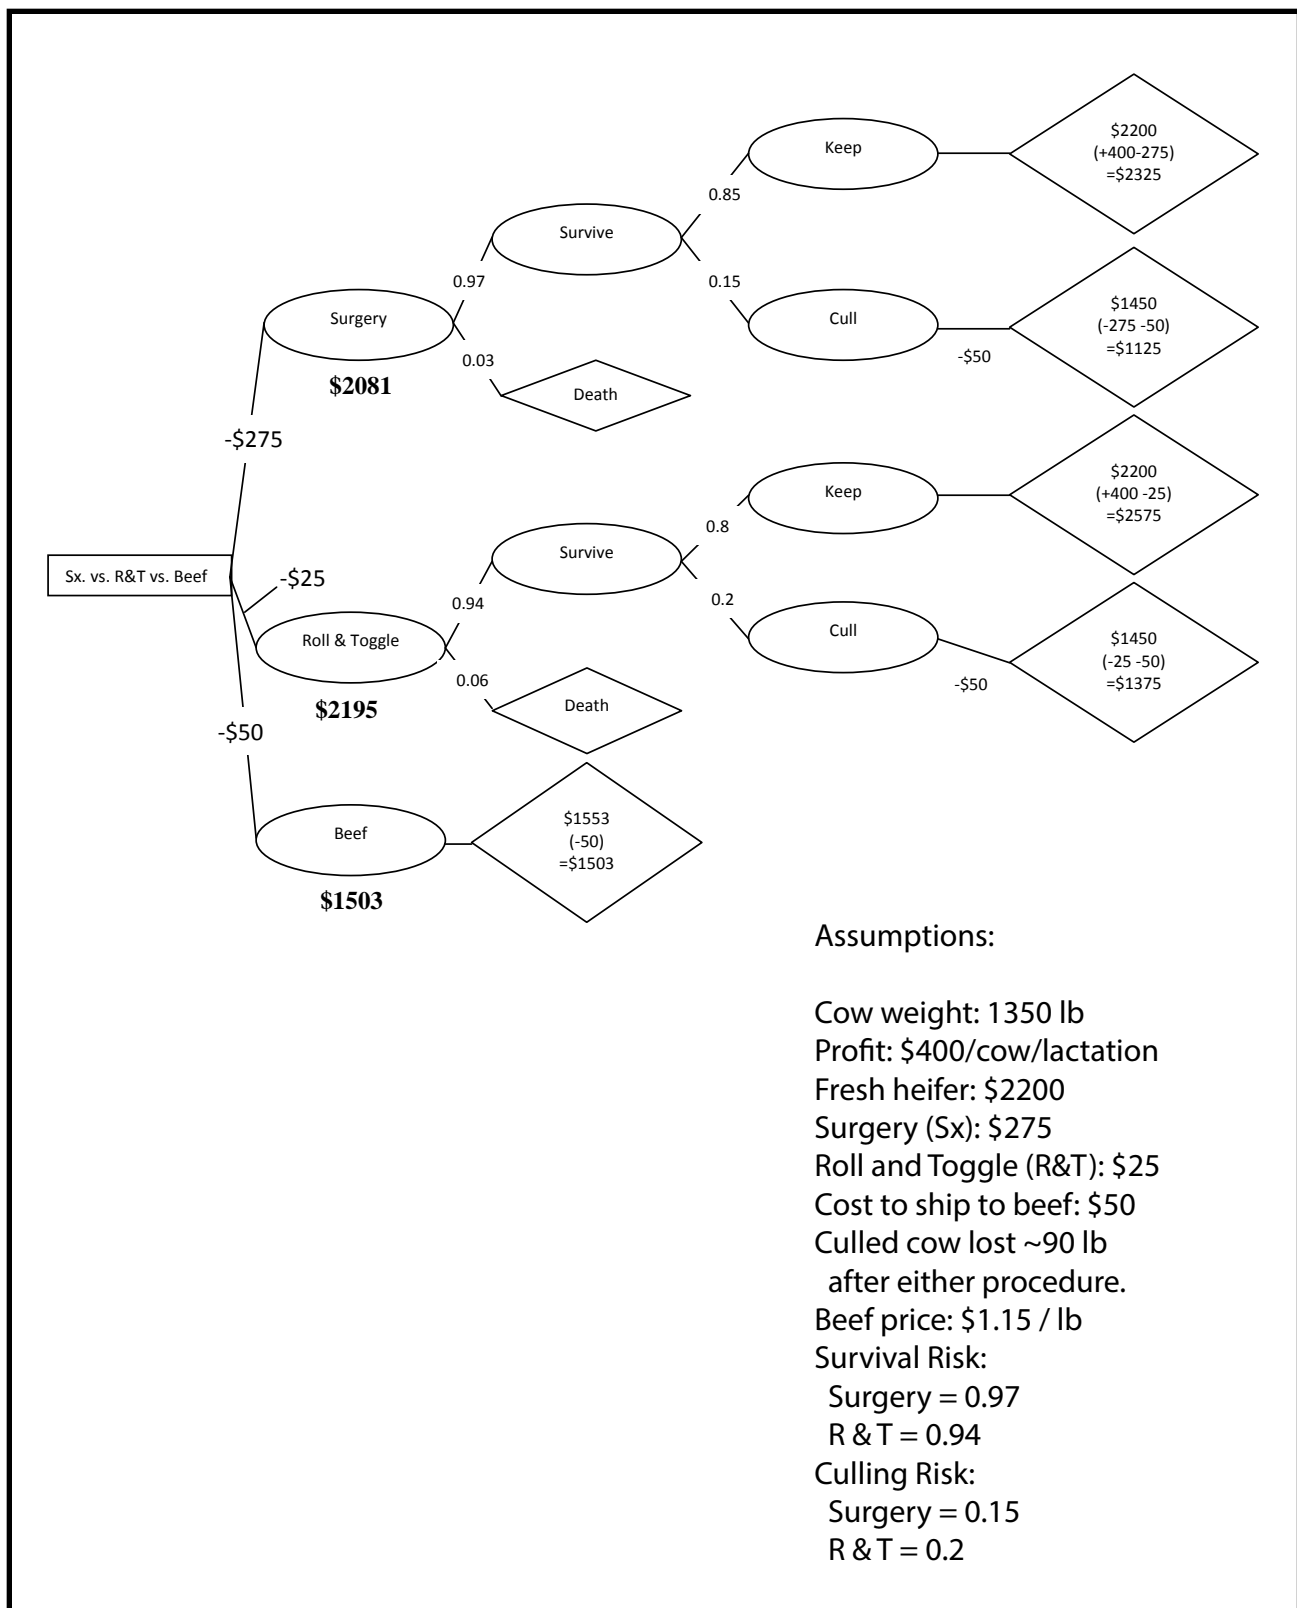 Keep
$2200
(+400-275)
=$2325
0.85
Survive
0.97
0.15
Surgery
Cull
$1450
(-275 -50)
=$1125
-$50
0.03
$2081
Death
-$275
Keep
$2200
(+400 -25)
=$2575
0.8
Survive
Sx. vs. R&T vs. Beef
-$25
0.94
0.2
Roll & Toggle
Cull
$1450
(-25 -50)
=$1375
-$50
0.06
$2195
Death
-$50
Beef
$1553
(-50)
=$1503
$1503
Assumptions:
Cow weight: 1350 lb
Profit: $400/cow/lactation
Fresh heifer: $2200
Surgery (Sx): $275
Roll and Toggle (R&T): $25
Cost to ship to beef: $50
Culled cow lost ~90 lb
after either procedure.
Beef price: $1.15 / lb
Survival Risk:
Surgery = 0.97
R & T = 0.94
Culling Risk:
Surgery = 0.15
R & T = 0.2